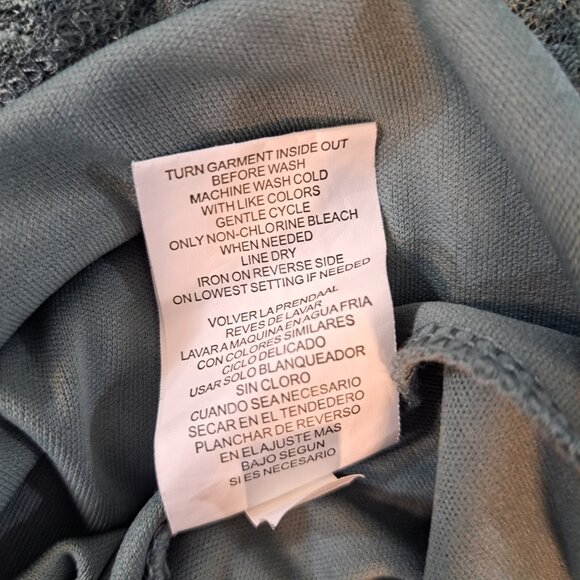 TURN GARMENT INSIDE OUT
BEFORE WASH
MACHINE WASH COLD
WITH LIKE COLORS
GENTLE CYCLE
ONLY NON-CHLORINE BLEACH
WHEN NEEDED
LINE DRY
IRON ON REVERSE SIDE
ON LOWEST SETTING IF NEEDED
VOLVER LA PRENDAAL
REVES DE LAVAR
LAVAR A MAQUINA EN AGUA FRIA
CON COLORES SIMILARES
CICLO DELICADO
USAR SOLO BLANQUEADOR
SIN CLORO
CUANDO SEA NECESARIO
SECAR EN EL TENDEDERO
PLANCHAR DE REVERSO
EN EL AJUSTE MAS
BAJO SEGUN
SI ES NECESARIO